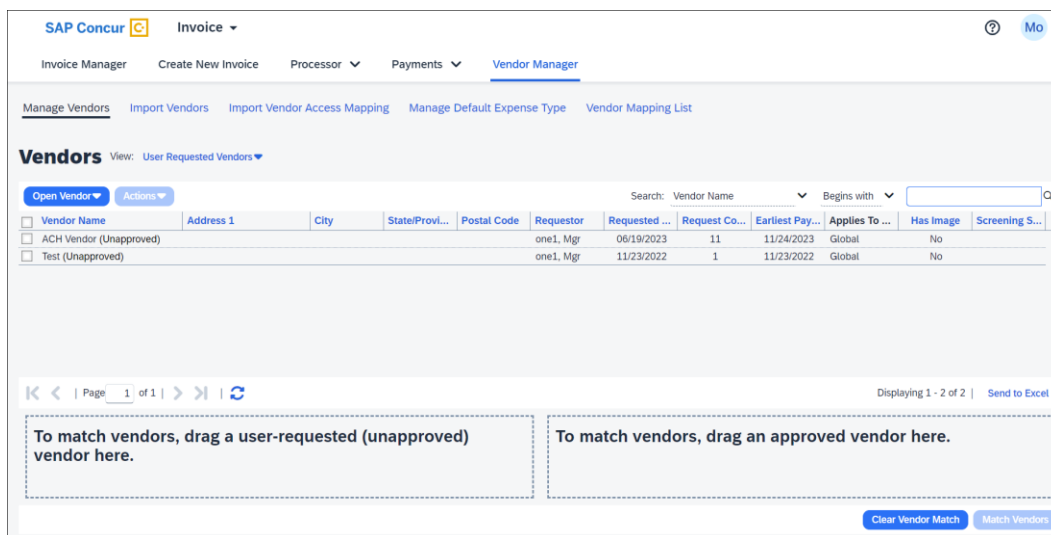 SAP Concur C Invoice
Mo
Invoice Manager Create New Invoice Processor Payments Vendor Manager
Manage Vendors Import Vendors Import Vendor Access Mapping Manage Default Expense Type Vendor Mapping List
Vendors View: User Requested Vendors
Open Vendor Actions Search: Vendor Name Begins with
Vendor Name Address 1 City State/Provi... Postal Code Requestor Requested ... Request Co... Earliest Pay... Applies To ... Has Image Screening S...
ACH Vendor (Unapproved) one1, Mgr 06/19/2023 11 11/24/2023 Global No
Test (Unapproved) one1, Mgr 11/23/2022 1 11/23/2022 Global No
Page 1 of 1 Displaying 1 - 2 of 2 Send to Excel
To match vendors, drag a user-requested (unapproved)
vendor here.
To match vendors, drag an approved vendor here.
Clear Vendor Match Match Vendors